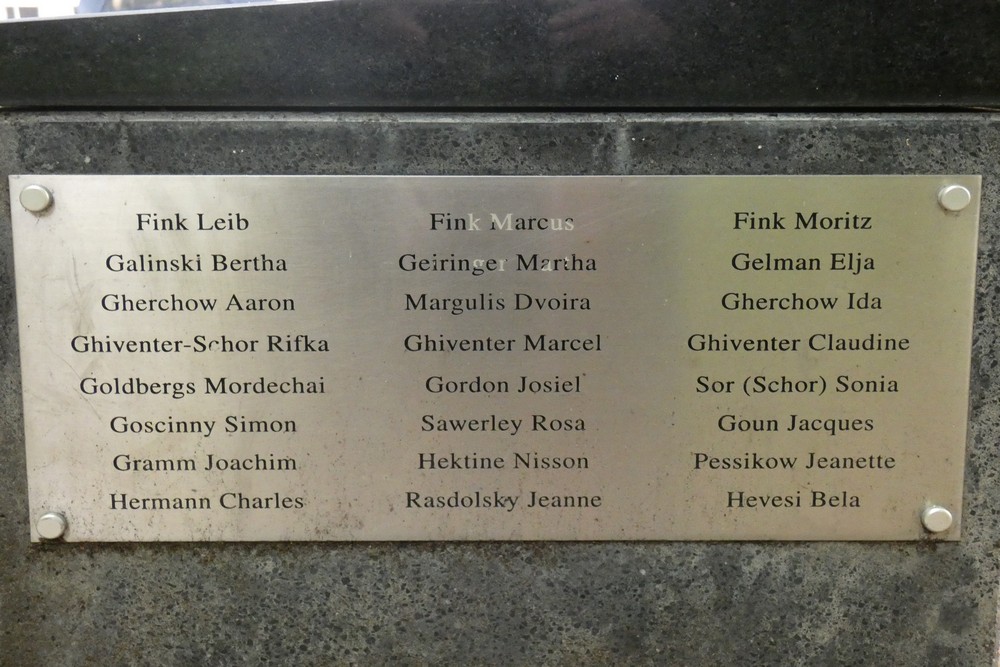 Fink Leib Fink Marcus Fink Moritz
Galinski Bertha Geiringer Martha Gelman Elja
Gherchow Aaron Margulis Dvoira Gherchow Ida
Ghiventer-Schor Rifka Ghiventer Marcel Ghiventer Claudine
Goldbergs Mordechai Gordon Josiel Sor (Schor) Sonia
Goscinny Simon Sawerley Rosa Goun Jacques
Gramm Joachim Hektine Nisson Pessikow Jeanette
Hermann Charles Rasdolsky Jeanne Hevesi Bela